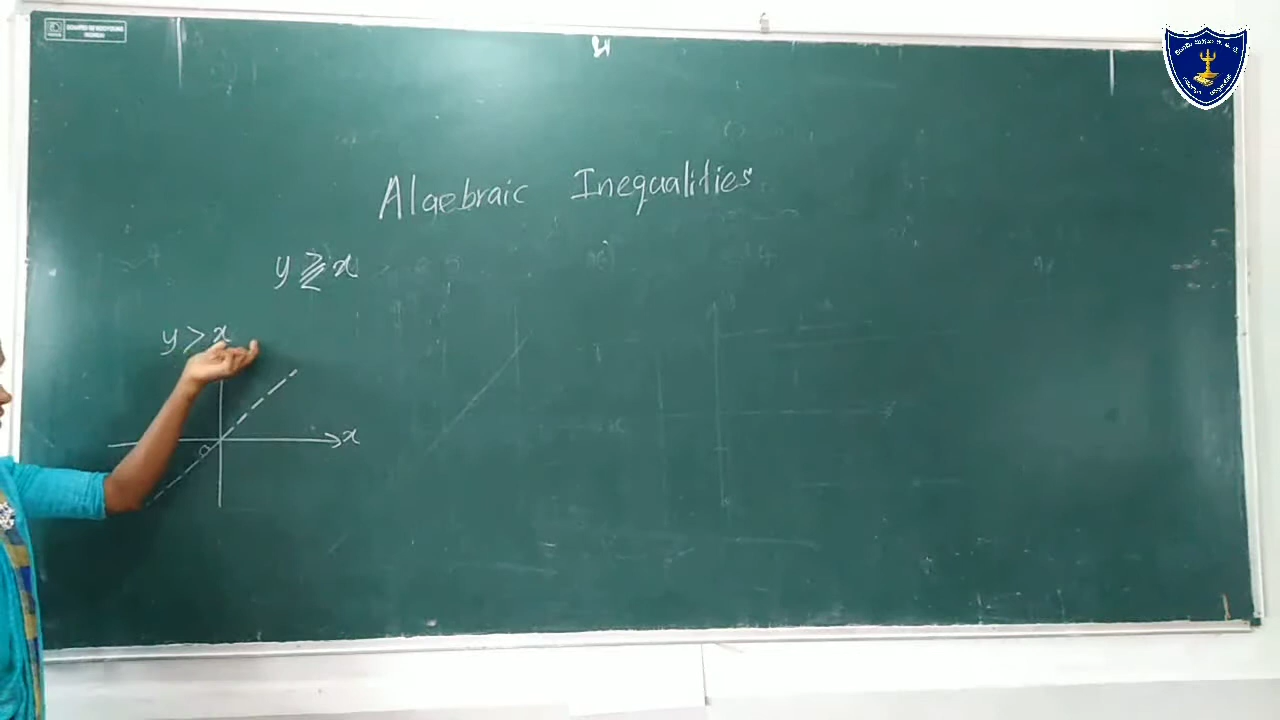 Algebraic Inequalities
y ⋛ x
y > x
x
O